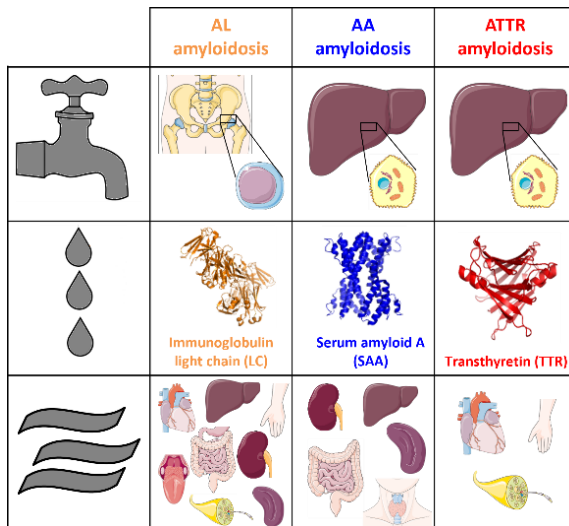 AL
amyloidosis
AA
amyloidosis
ATTR
amyloidosis
Immunoglobulin
light chain (LC)
Serum amyloid A
(SAA)
Transthyretin (TTR)